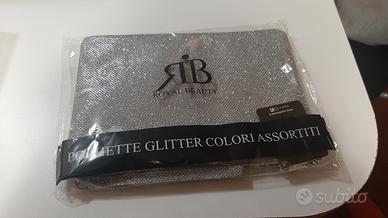 RB
ROYAL BEAUTY
POCHETTE GLITTER COLORI ASSORTITI
subito